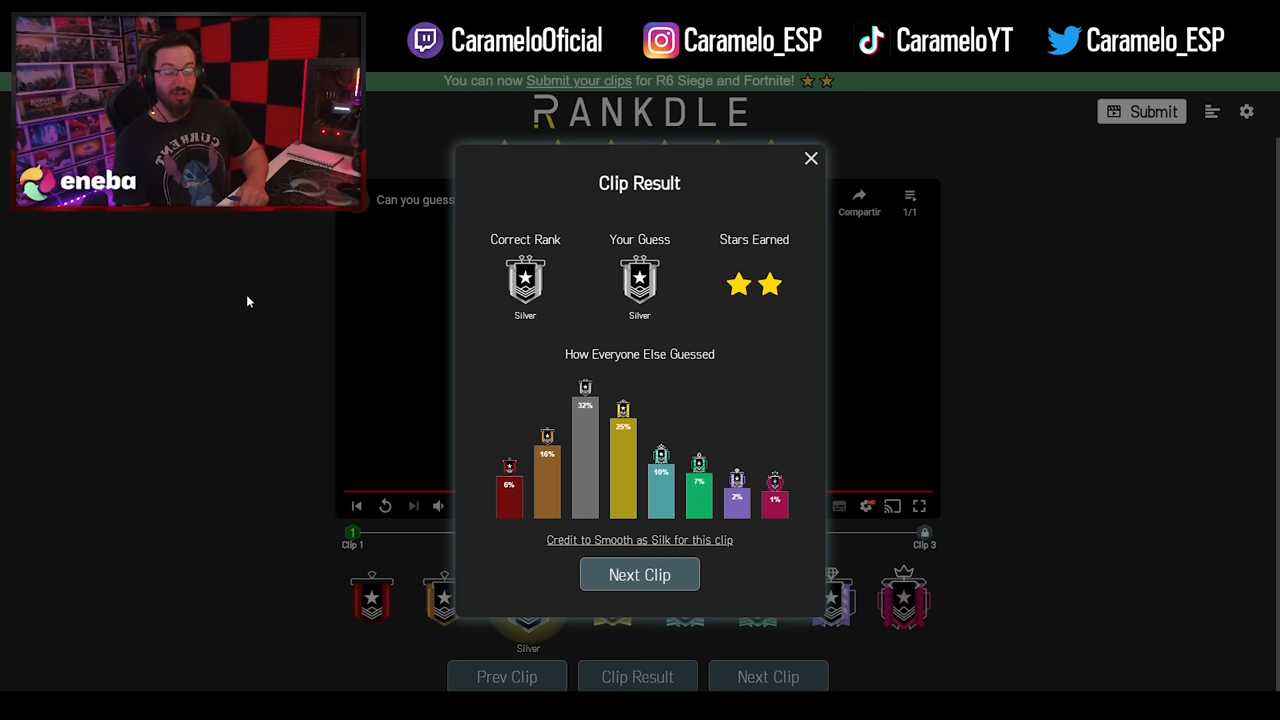 CarameloOficial
Caramelo_ESP
CarameloYT
Caramelo_ESP
You can now Submit your clips for R6 Siege and Fortnite!
RANKDLE
Submit
CURRENT
eneba
Can you guess
Compartir
1/1
Clip Result
Correct Rank
Your Guess
Stars Earned
Silver
Silver
How Everyone Else Guessed
6%
16%
32%
25%
10%
7%
2%
1%
Credit to Smooth as Silk for this clip
Next Clip
HD
1
Clip 1
Clip 3
Silver
Prev Clip
Clip Result
Next Clip